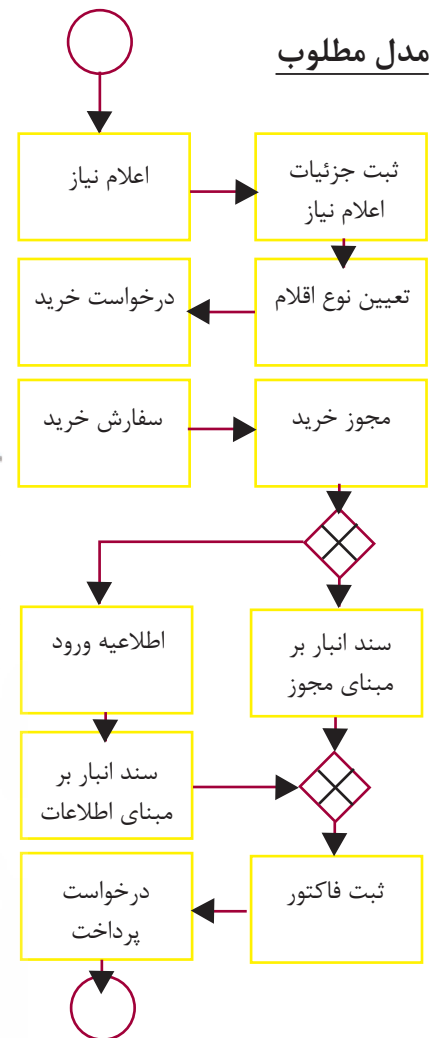 مدل مطلوب
اعلام نیاز
ثبت جزئیات
اعلام نیاز
تعیین نوع اقلام
درخواست خرید
سفارش خرید
مجوز خرید
اطلاعیه ورود
سند انبار بر
مبنای مجوز
سند انبار بر
مبنای اطلاعات
ثبت فاکتور
درخواست
پرداخت